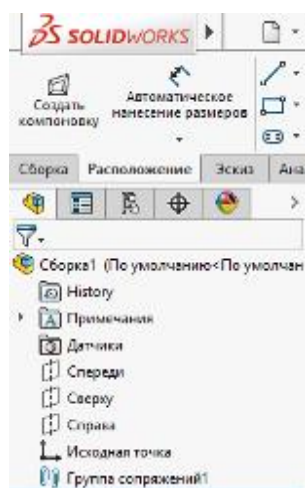 SOLIDWORKS
Создать компоновку
Автоматическое нанесение размеров
Сборка Расположение Эскиз Ана
Сборка1 (По умолчанию<По умолчан
History
Примечания
Датчики
Спереди
Сверху
Справа
Исходная точка
Группа сопряжений1